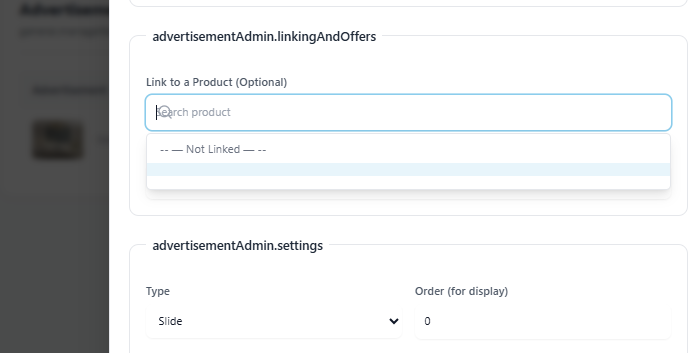 advertisementAdmin.linkingAndOffers
Link to a Product (Optional)
Search product
-- — Not Linked — --
advertisementAdmin.settings
Type
Order (for display)
Slide
0